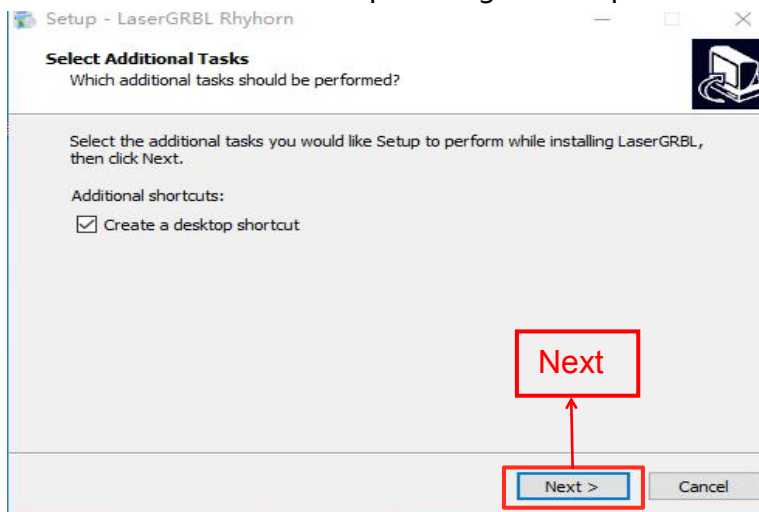 Setup - LaserGRBL Rhyhorn
Select Additional Tasks
Which additional tasks should be performed?
Select the additional tasks you would like Setup to perform while installing LaserGRBL,
then click Next.
Additional shortcuts:
Create a desktop shortcut
Next
Next >
Cancel